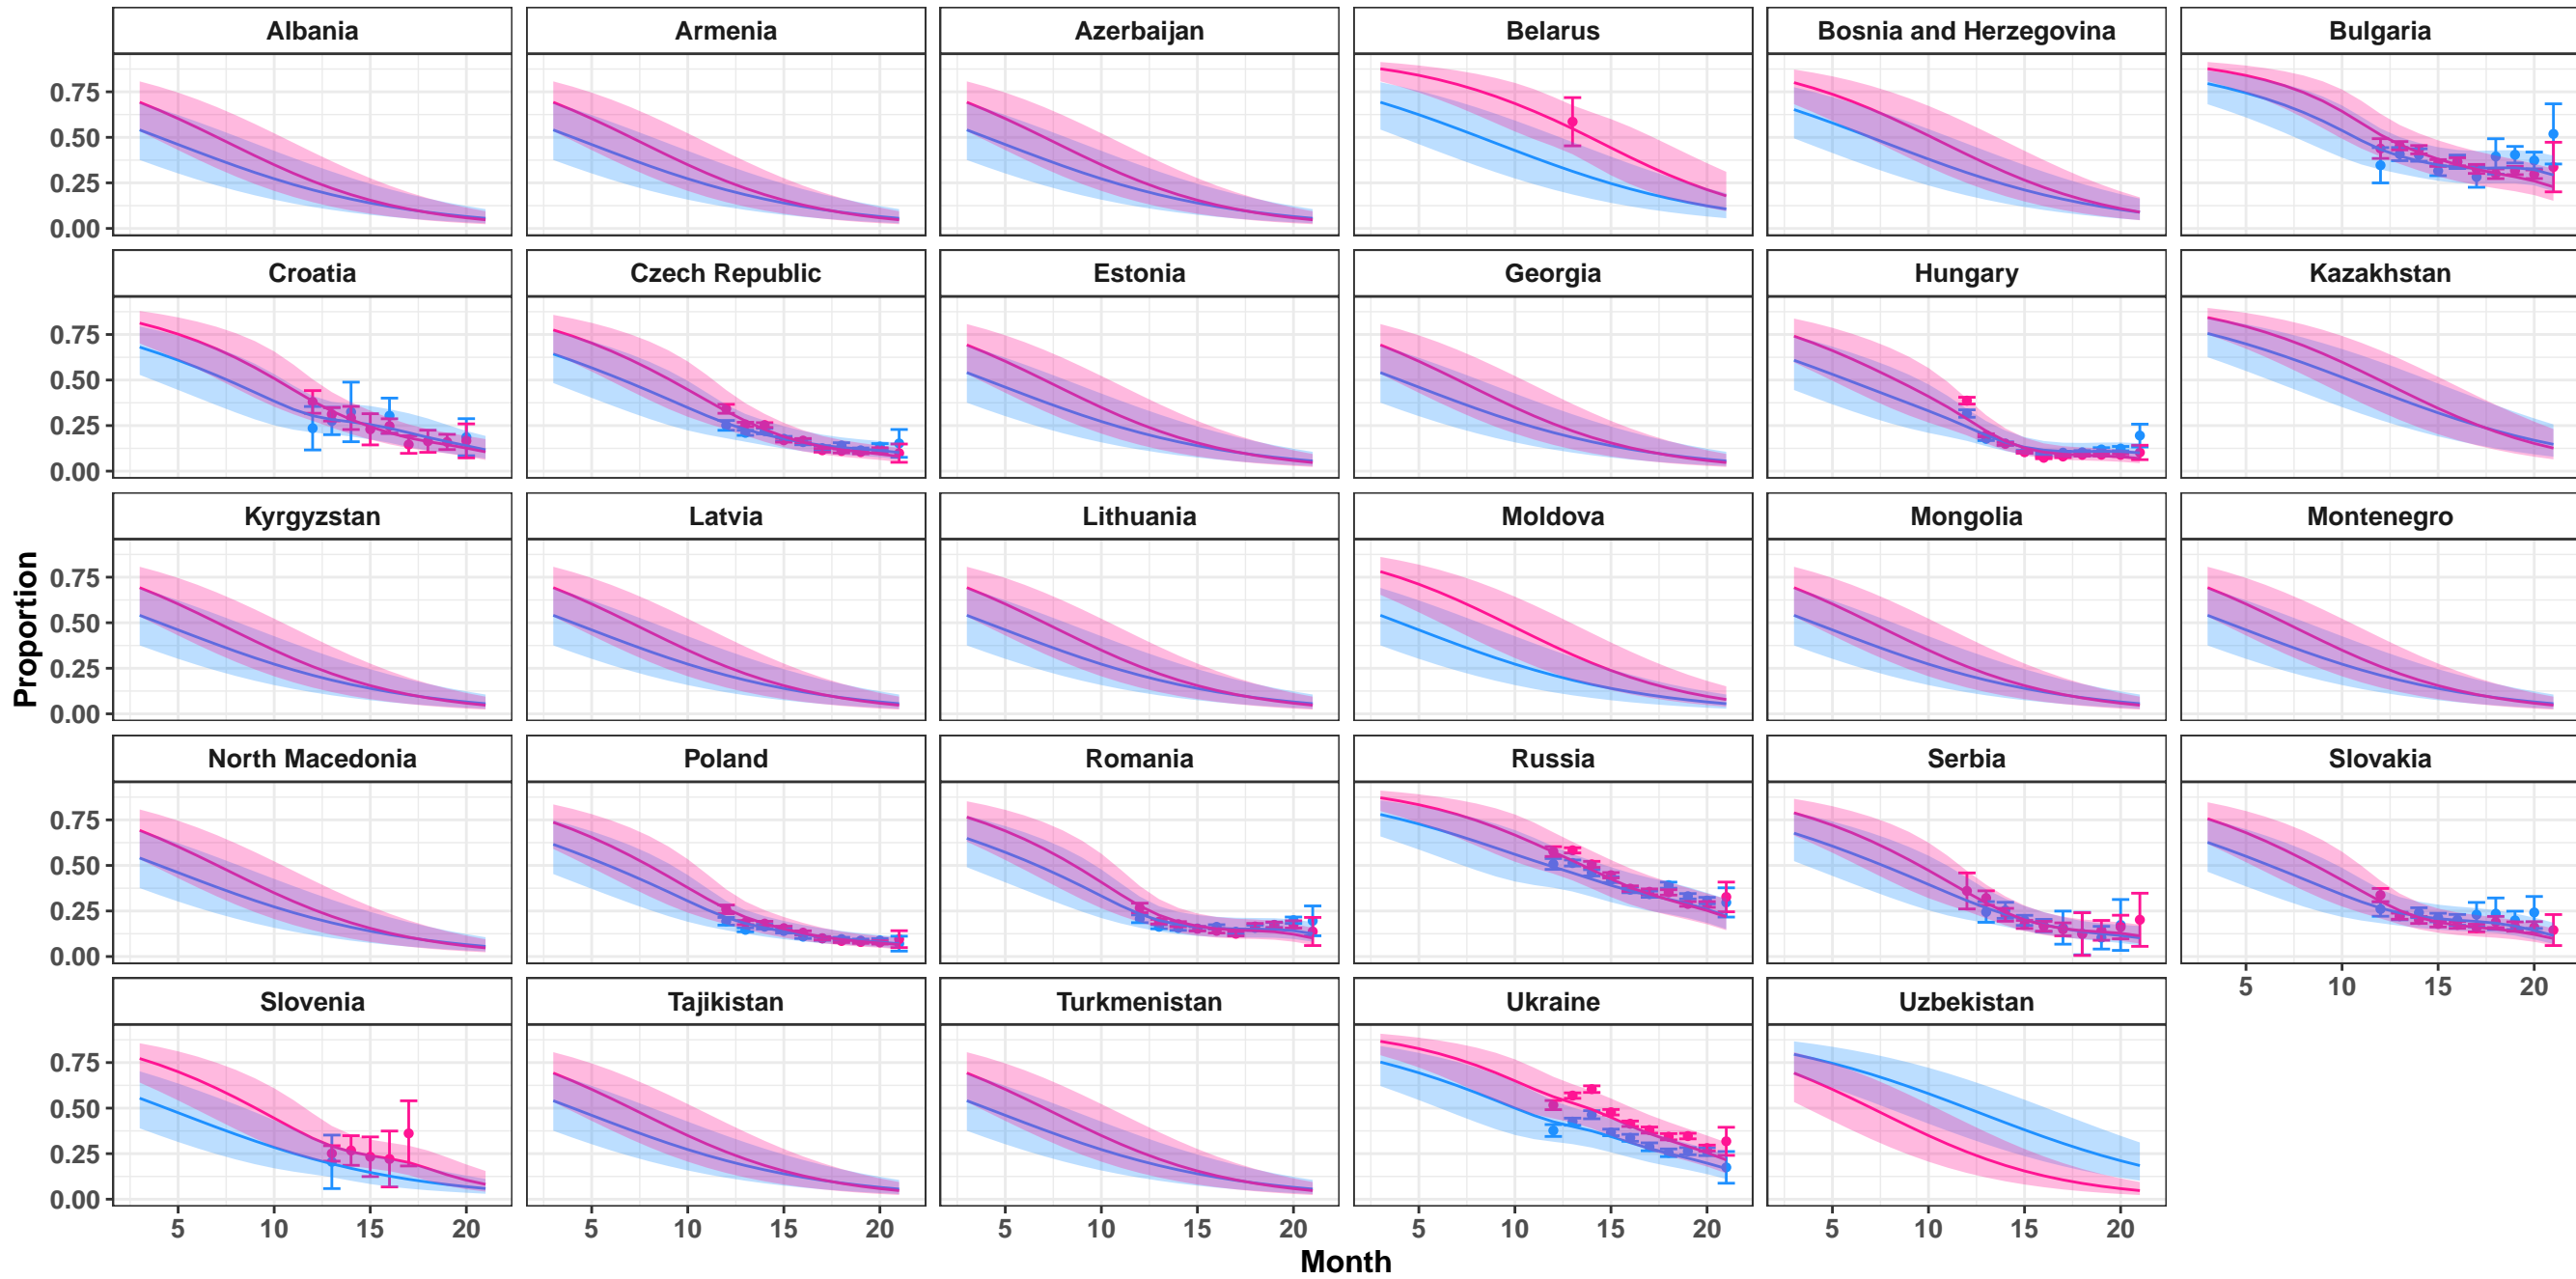 Albania Armenia Azerbaijan Belarus Bosnia and Herzegovina Bulgaria
0.75
0.50
0.25
0.00
Croatia Czech Republic Estonia Georgia Hungary Kazakhstan
0.75
0.50
0.25
0.00
Kyrgyzstan Latvia Lithuania Moldova Mongolia Montenegro
0.75
0.50
0.25
0.00
Proportion
North Macedonia Poland Romania Russia Serbia Slovakia
0.75
0.50
0.25
0.00
5 10 15 20
Slovenia Tajikistan Turkmenistan Ukraine Uzbekistan
0.75
0.50
0.25
0.00
5 10 15 20 5 10 15 20 5 10 15 20 5 10 15 20 5 10 15 20
Month